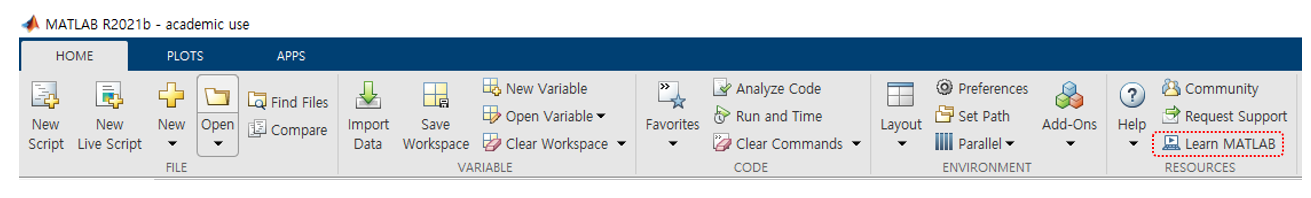 MATLAB R2021b - academic use
HOME PLOTS APPS
New Script
New Live Script
New
Open
Find Files
Compare
FILE
Import Data
Save Workspace
New Variable
Open Variable
Clear Workspace
VARIABLE
Favorites
Analyze Code
Run and Time
Clear Commands
CODE
Layout
Preferences
Set Path
Parallel
Add-Ons
ENVIRONMENT
Help
Community
Request Support
Learn MATLAB
RESOURCES